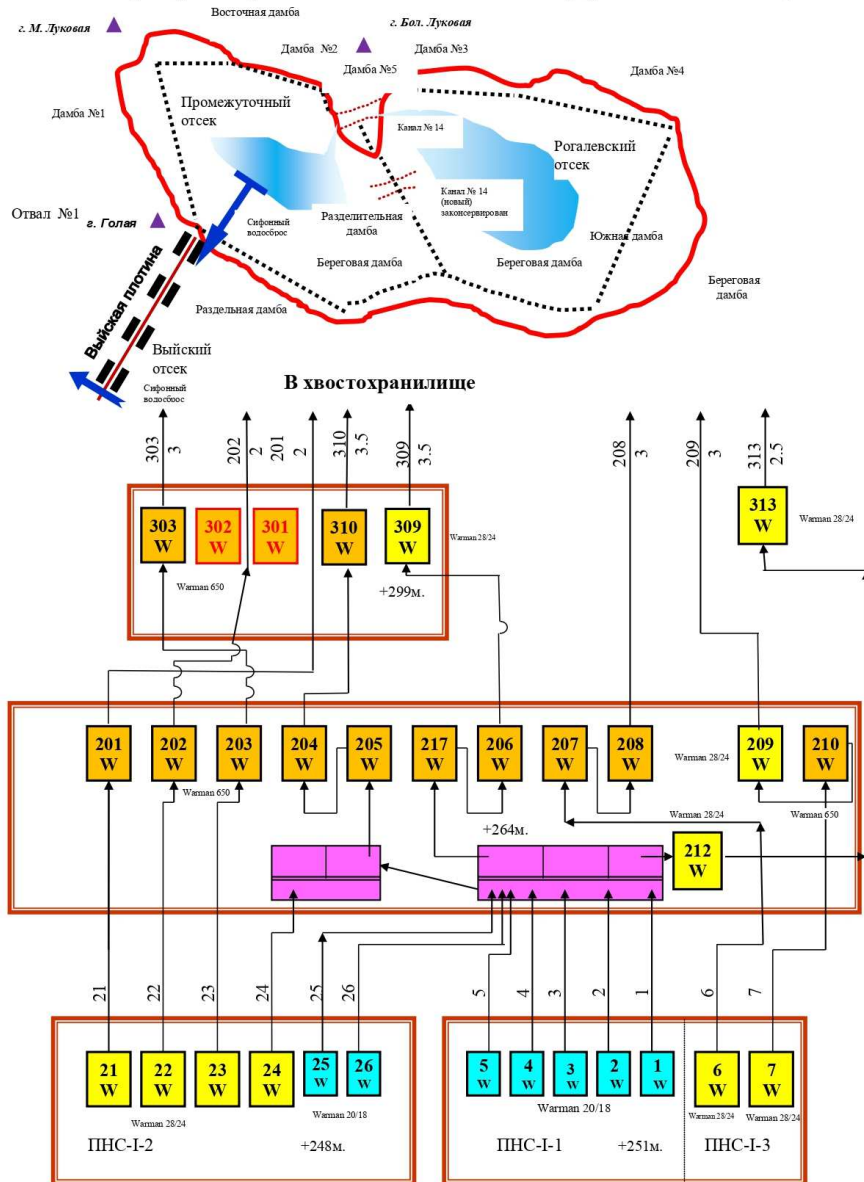 г. М. Луковая
Восточная дамба
г. Бол. Луковая
Дамба №2
Дамба №3
Дамба №5
Дамба №4
Дамба №1
Промежуточный
отсек
Канал № 14
Рогалевский
отсек
Отвал №1
г. Голая
Сифонный
водосброс
Разделительная
дамба
Канал № 14
(новый)
законсервирован
Южная дамба
Береговая дамба
Береговая дамба
Береговая
дамба
Раздельная дамба
Выйская плотина
Выйский
отсек
Сифонный
водосброс
В хвостохранилище
303
3
202
2
201
2
310
3.5
309
3.5
208
3
209
3
313
2.5
303
W
302
W
301
W
310
W
309
W
Warman 28/24
313
W
Warman 28/24
Warman 650
+299м.
201
W
202
W
203
W
204
W
205
W
217
W
206
W
207
W
208
W
Warman 28/24
209
W
210
W
Warman 650
Warman 28/24
Warman 650
+264м.
212
W
21
22
23
24
25
26
5
4
3
2
1
6
7
21
W
22
W
23
W
24
W
25
W
26
W
5
W
4
W
3
W
2
W
1
W
6
W
7
W
Warman 28/24
Warman 20/18
Warman 20/18
Warman 28/24
Warman 28/24
ПНС-I-2
+248м.
ПНС-I-1
+251м.
ПНС-I-3